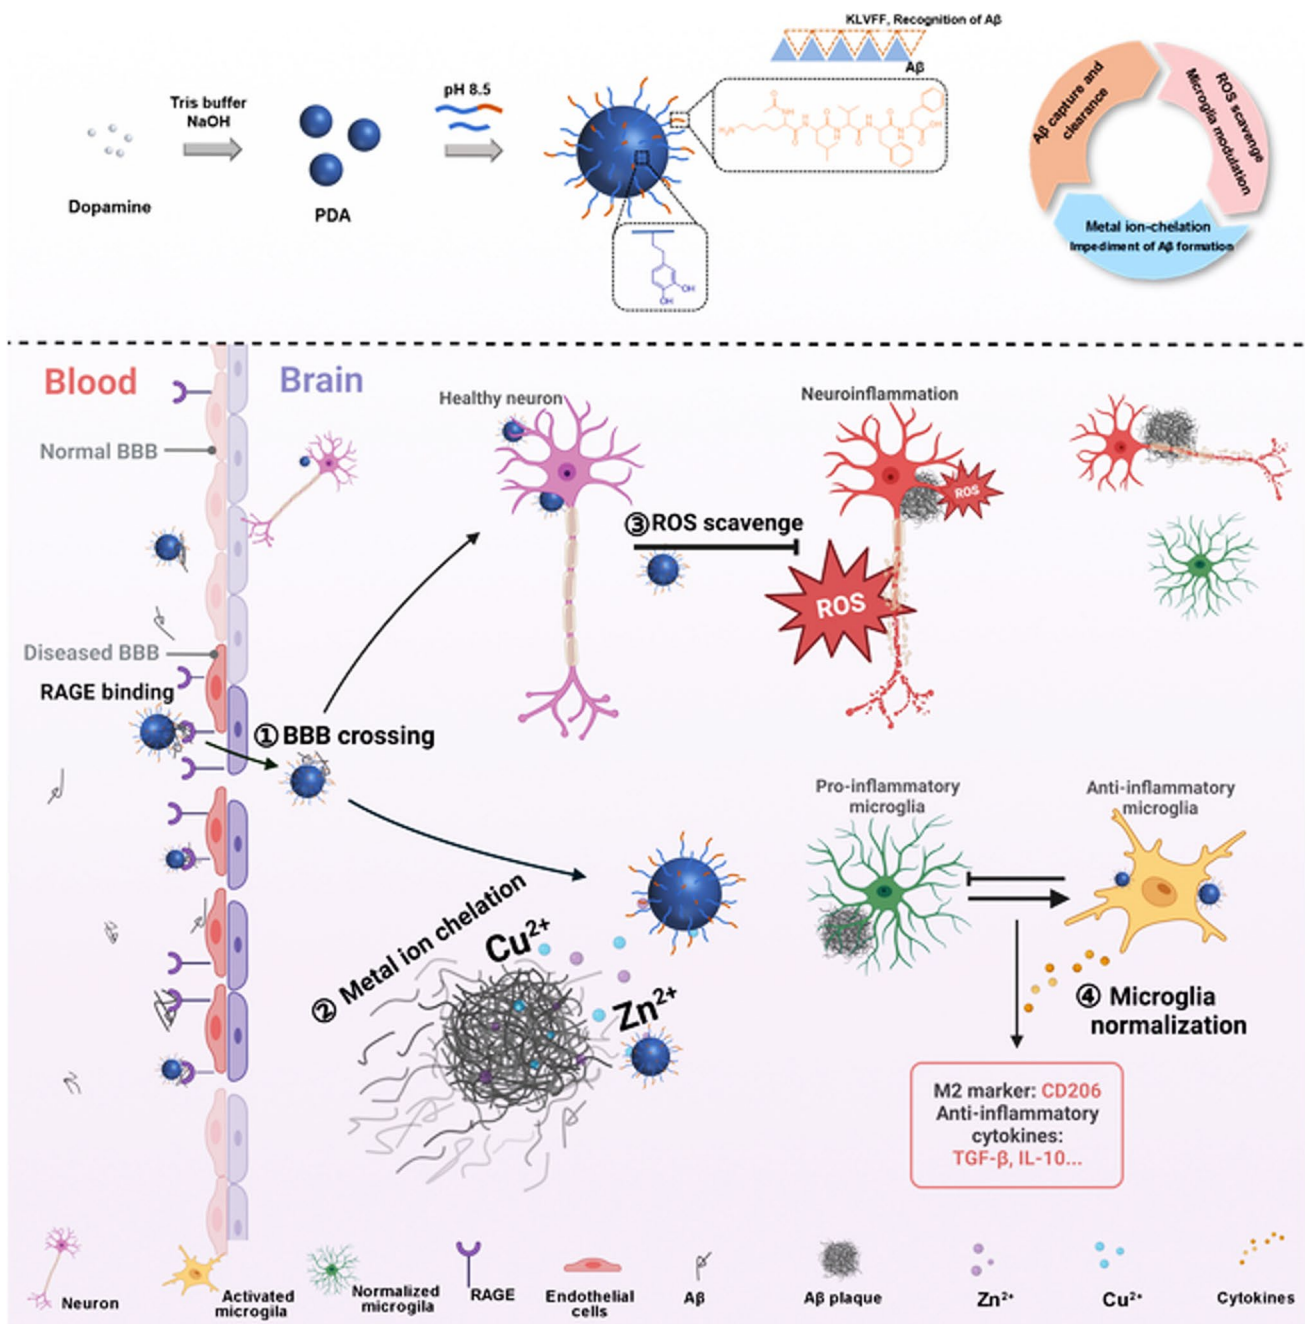 KLVFF, Recognition of Aβ
Aβ
Tris buffer
NaOH
pH 8.5
Dopamine
PDA
OH
OH
Aβ capture and
clearance
ROS scavenge
Microglia modulation
Metal ion-chelation
Impediment of Aβ formation
Blood
Brain
Normal BBB
Diseased BBB
RAGE binding
① BBB crossing
Healthy neuron
③ROS scavenge
Neuroinflammation
ROS
ROS
② Metal ion chelation
Cu²⁺
Zn²⁺
Pro-inflammatory
microglia
Anti-inflammatory
microglia
④ Microglia
normalization
M2 marker: CD206
Anti-inflammatory
cytokines:
TGF-β, IL-10...
Neuron
Activated
microgila
Normalized
microgila
RAGE
Endothelial
cells
Aβ
Aβ plaque
Zn²⁺
Cu²⁺
Cytokines